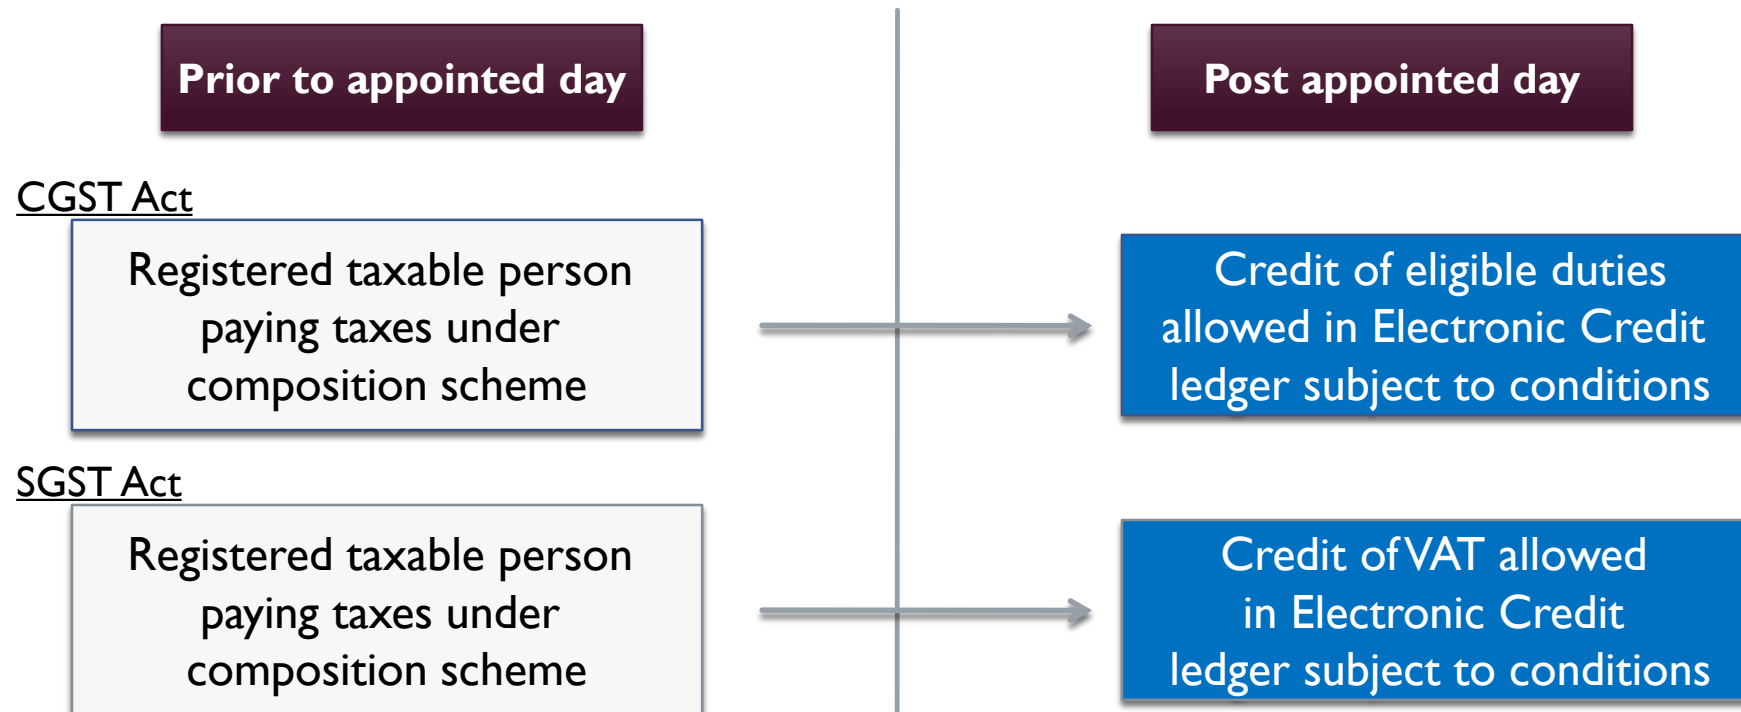 Prior to appointed day
Post appointed day
CGST Act
Registered taxable person
paying taxes under
composition scheme
Credit of eligible duties
allowed in Electronic Credit
ledger subject to conditions
SGST Act
Registered taxable person
paying taxes under
composition scheme
Credit of VAT allowed
in Electronic Credit
ledger subject to conditions